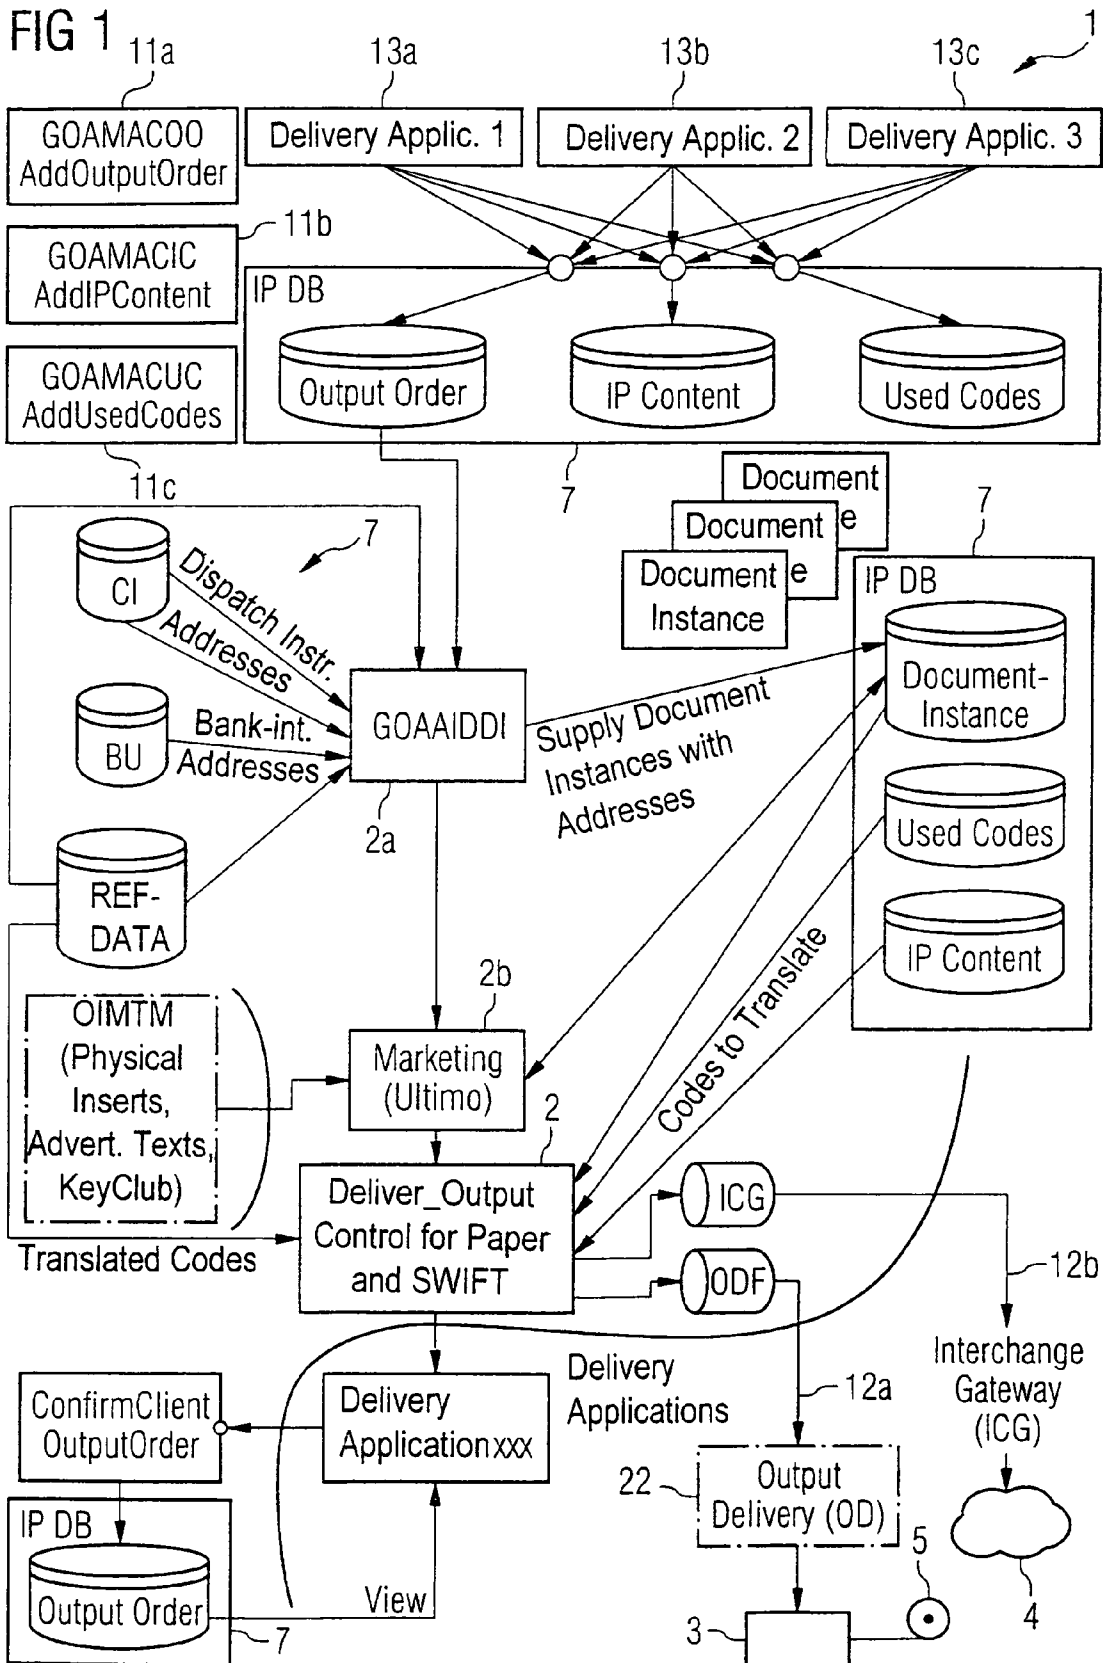 FIG 1
11a
13a
13b
13c
1
GOAMACOO
AddOutputOrder
Delivery Applic. 1
Delivery Applic. 2
Delivery Applic. 3
11b
GOAMACIC
AddIPContent
IP DB
Output Order
IP Content
Used Codes
GOAMACUC
AddUsedCodes
11c
7
Document
e
Document
e
Document
Instance
7
7
CI
Dispatch Instr.
Addresses
BU
Bank-int.
Addresses
GOAAIDDI
2a
Supply Document
Instances with
Addresses
IP DB
Document-
Instance
Used Codes
IP Content
REF-
DATA
OIMTM
(Physical
Inserts,
Advert. Texts,
KeyClub)
2b
Marketing
(Ultimo)
Codes to Translate
2
Deliver_Output
Control for Paper
and SWIFT
Translated Codes
ICG
ODF
12b
Interchange
Gateway
(ICG)
4
ConfirmClient
OutputOrder
Delivery
Application xxx
Delivery
Applications
12a
22
Output
Delivery (OD)
5
3
IP DB
Output Order
View
7